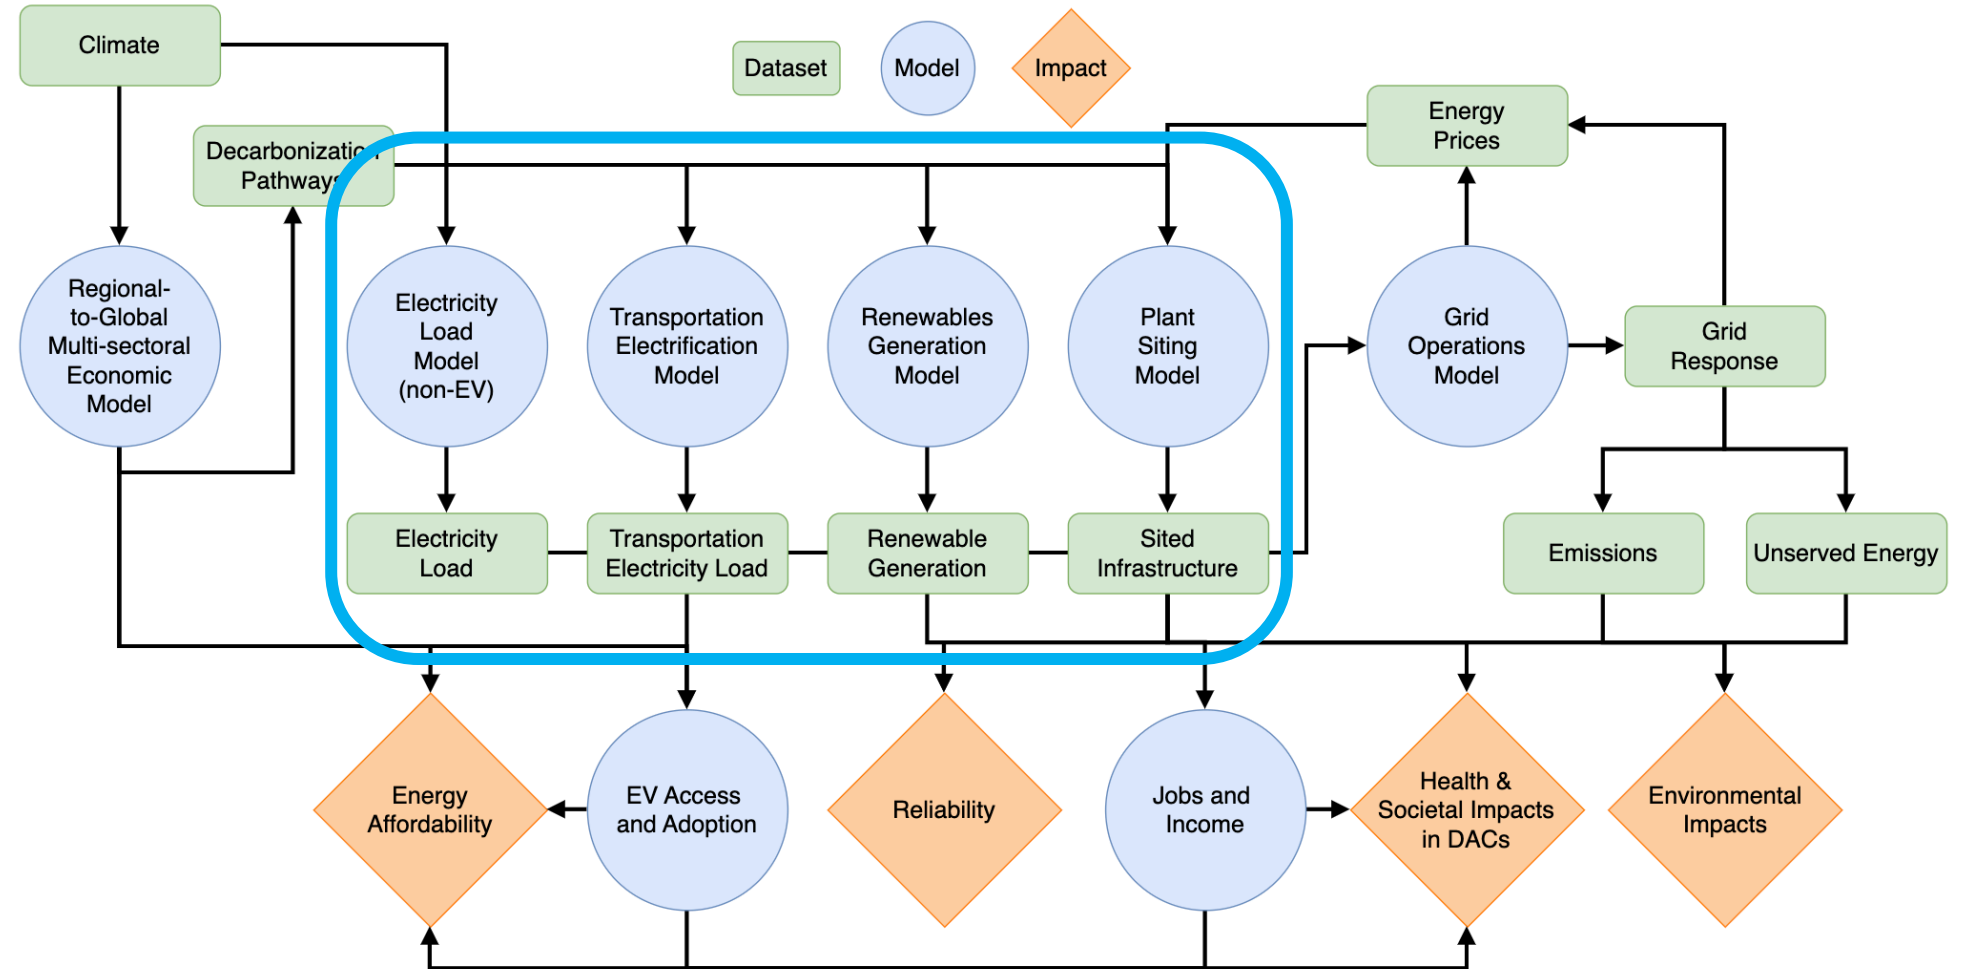 Climate
Dataset
Model
Impact
Energy
Prices
Decarbonization
Pathways
Regional-
to-Global
Multi-sectoral
Economic
Model
Electricity
Load
Model
(non-EV)
Transportation
Electrification
Model
Renewables
Generation
Model
Plant
Siting
Model
Grid
Operations
Model
Grid
Response
Electricity
Load
Transportation
Electricity Load
Renewable
Generation
Sited
Infrastructure
Emissions
Unserved Energy
Energy
Affordability
EV Access
and Adoption
Reliability
Jobs and
Income
Health &
Societal Impacts
in DACs
Environmental
Impacts